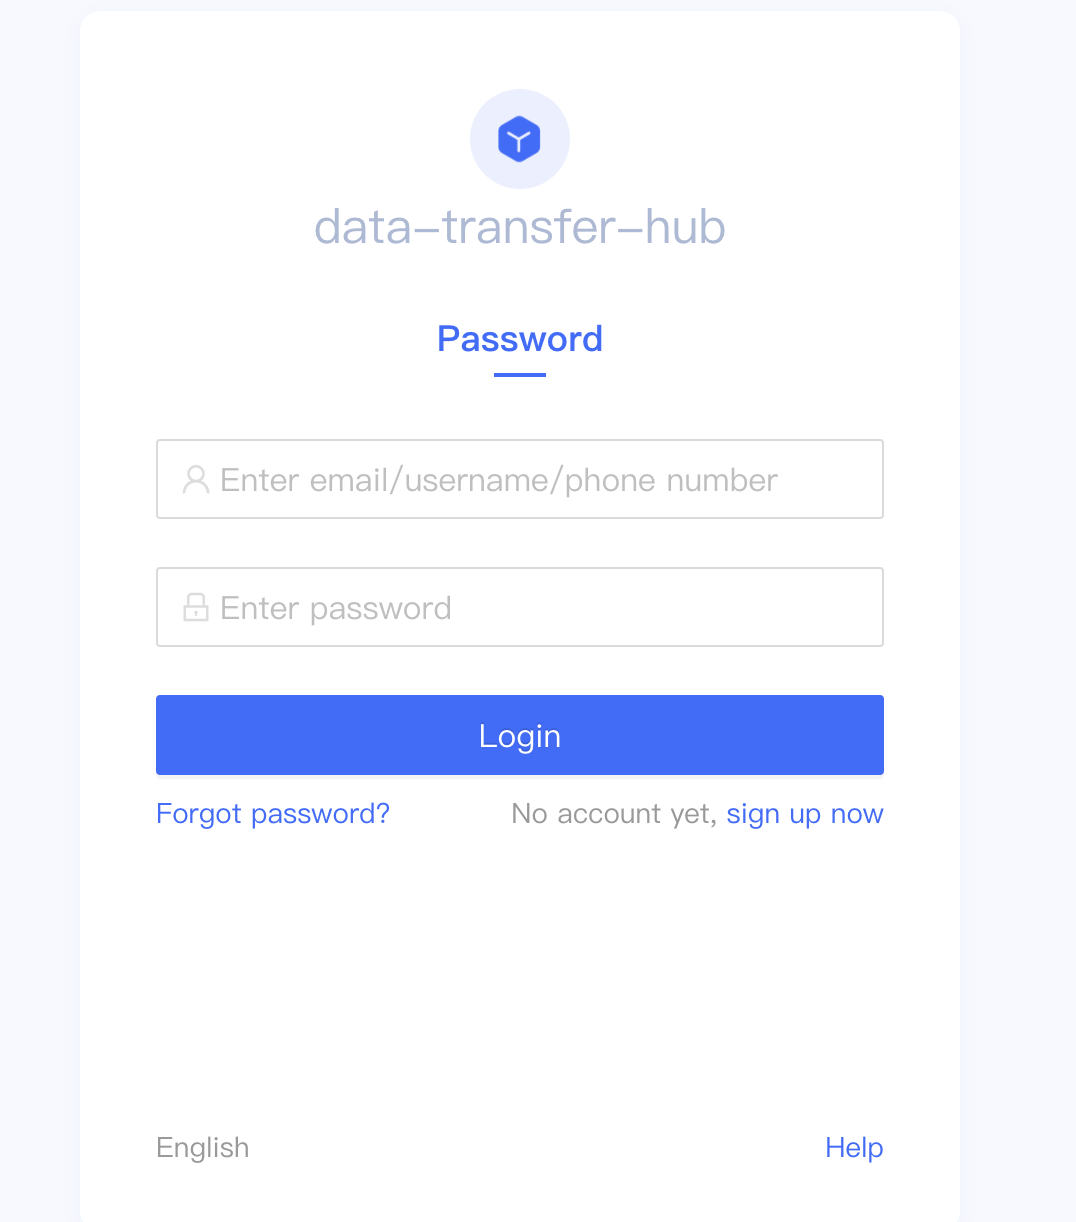 data-transfer-hub
Password
Enter email/username/phone number
Enter password
Login
Forgot password? No account yet, sign up now
English Help